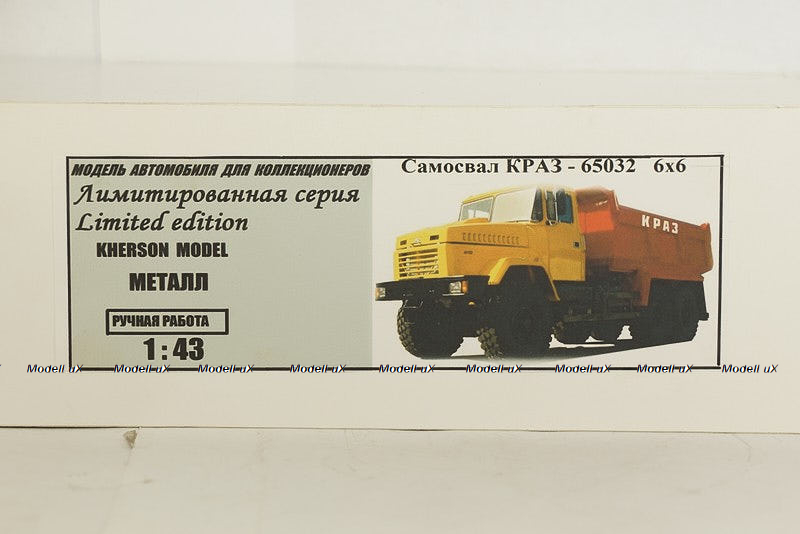 МОДЕЛЬ АВТОМОБИЛЯ ДЛЯ КОЛЛЕКЦИОНЕРОВ
Лимитированная серия
Limited edition
KHERSON MODEL
МЕТАЛЛ
РУЧНАЯ РАБОТА
1:43
Самосвал КРАЗ - 65032 6х6
КРАЗ
Modell uX Modell uX Modell uX Modell uX Modell uX Modell uX Modell uX Modell uX Modell uX